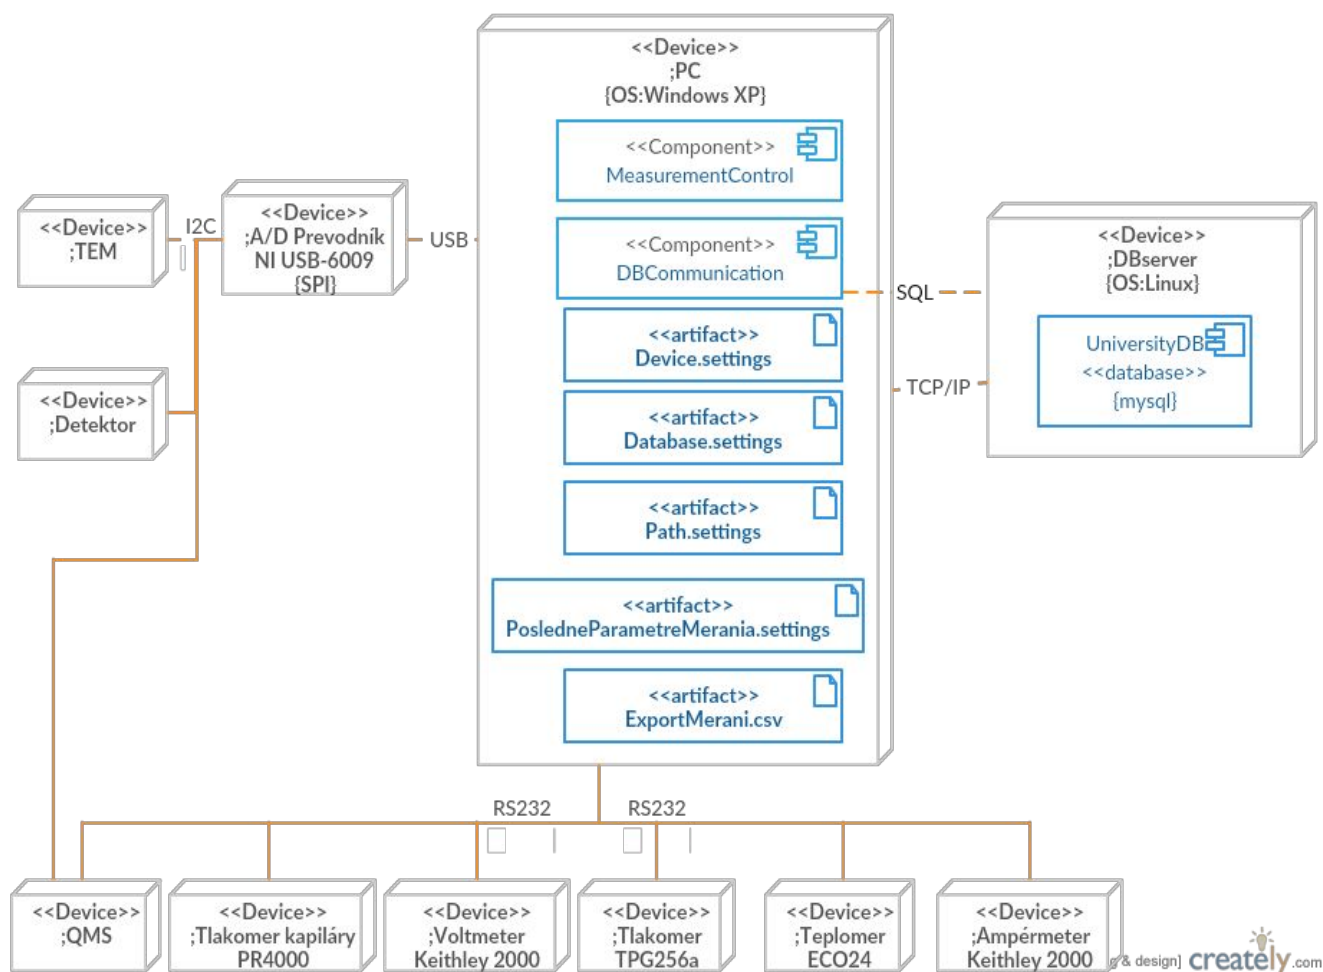 <<Device>>
;PC
{OS:Windows XP}
<<Component>>
MeasurementControl
<<Component>>
DBCommunication
<<artifact>>
Device.settings
<<artifact>>
Database.settings
<<artifact>>
Path.settings
<<artifact>>
PosledneParametreMerania.settings
<<artifact>>
ExportMerani.csv
<<Device>>
;TEM
I2C
<<Device>>
;A/D Prevodník
NI USB-6009
{SPI}
USB
<<Device>>
;Detektor
SQL
TCP/IP
<<Device>>
;DBserver
{OS:Linux}
UniversityDB
<<database>>
{mysql}
RS232
RS232
<<Device>>
;QMS
<<Device>>
;Tlakomer kapiláry
PR4000
<<Device>>
;Voltmeter
Keithley 2000
<<Device>>
;Tlakomer
TPG256a
<<Device>>
;Teplomer
ECO24
<<Device>>
;Ampérmeter
Keithley 2000
& design]
creately.com